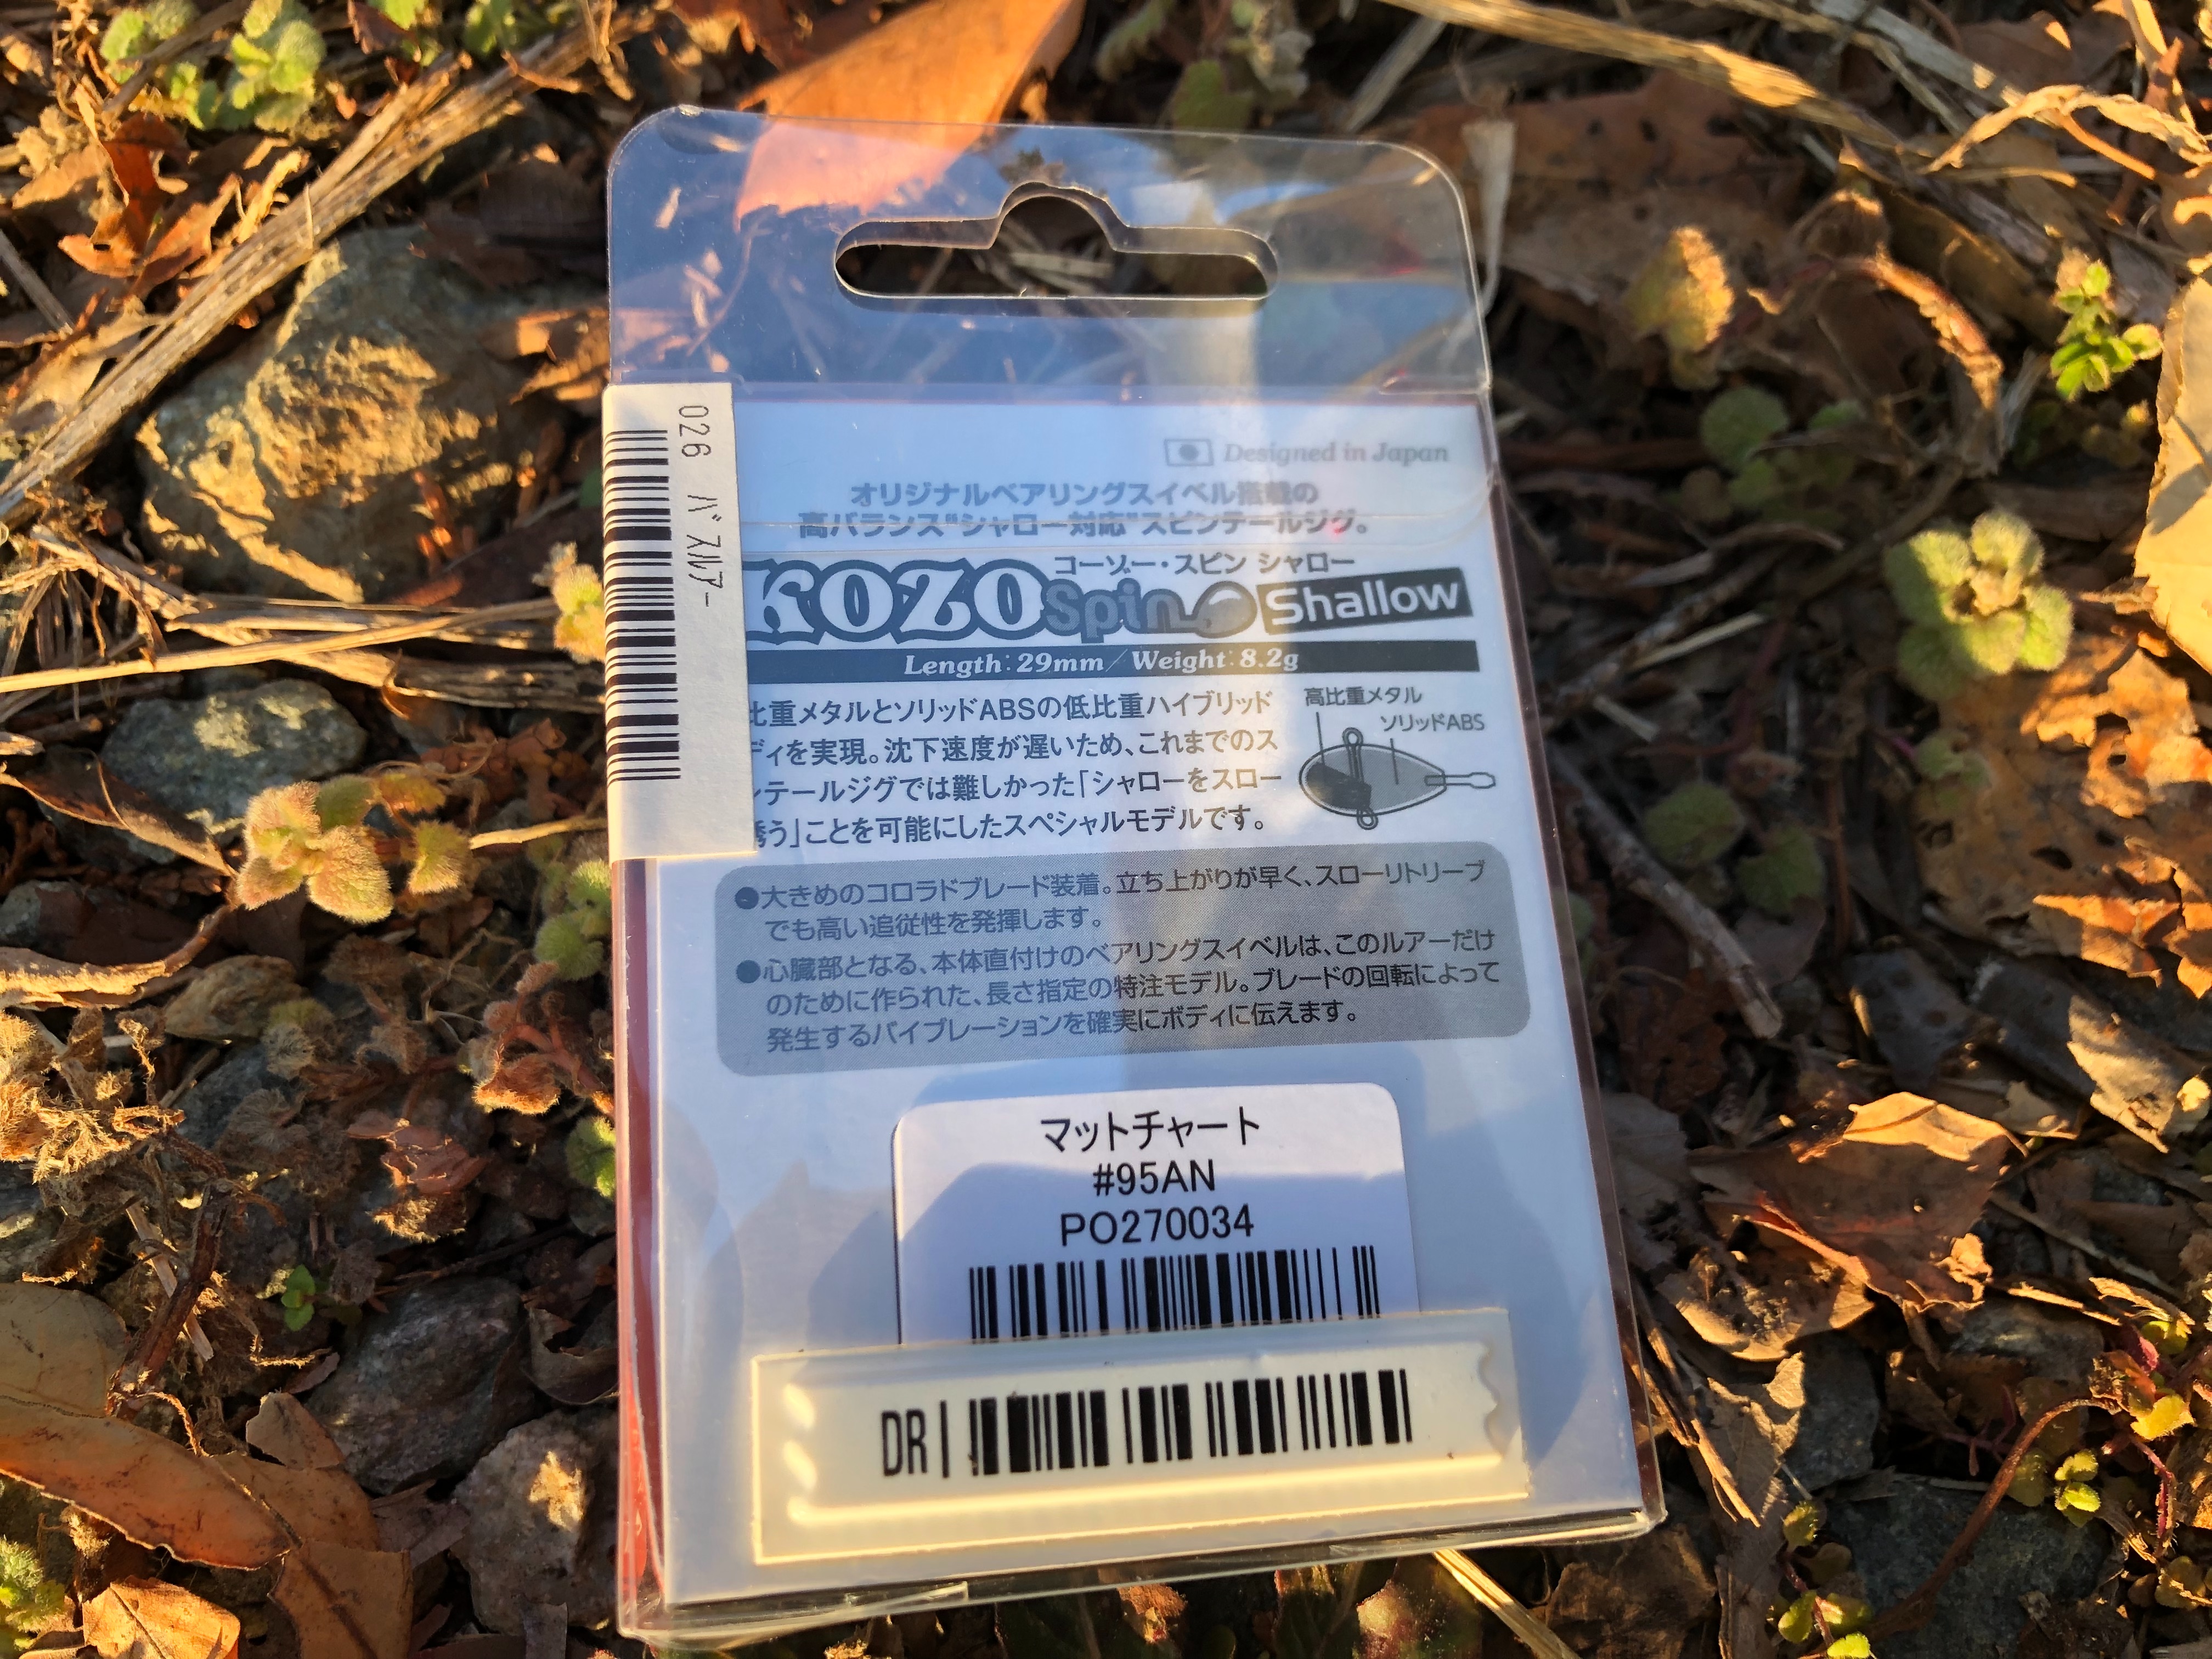 026 バスルアー
Designed in Japan
オリジナルベアリングスイベル搭載の
高バランス"シャロー対応"スピンテールジグ。
コーゾー・スピン シャロー
KOZO Spin Shallow
Length:29mm／Weight:8.2g
比重メタルとソリッドABSの低比重ハイブリッド
ディを実現。沈下速度が遅いため、これまでのス
ンテールジグでは難しかった「シャローをスロー
誘う」ことを可能にしたスペシャルモデルです。
高比重メタル
ソリッドABS
●大きめのコロラドブレード装着。立ち上がりが早く、スローリトリーブ
でも高い追従性を発揮します。
●心臓部となる、本体直付けのベアリングスイベルは、このルアーだけ
のために作られた、長さ指定の特注モデル。ブレードの回転によって
発生するバイブレーションを確実にボディに伝えます。
マットチャート
#95AN
PO270034
DR